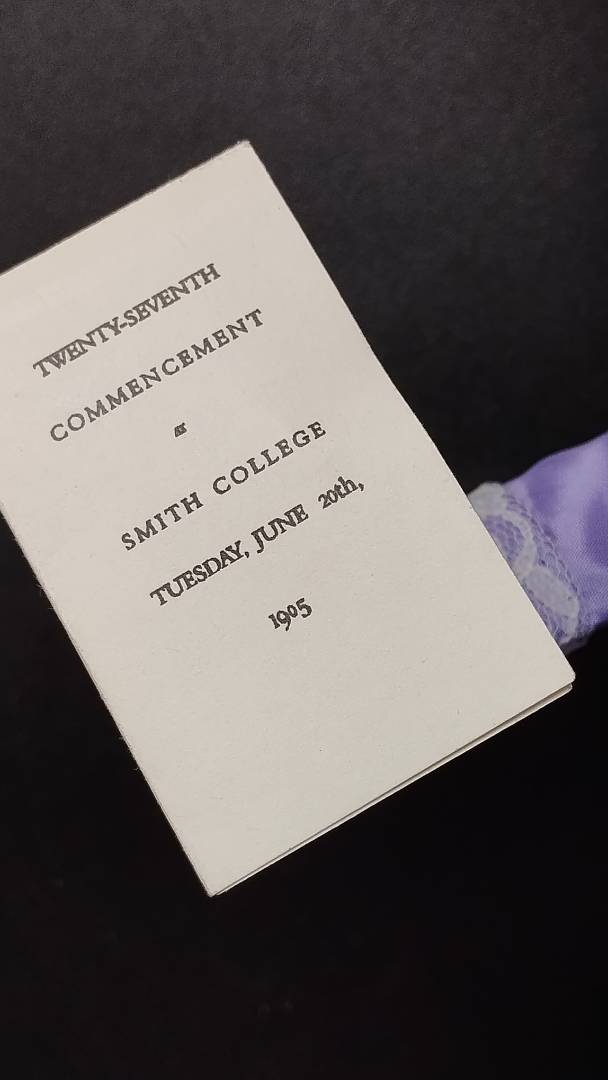 TWENTY-SEVENTH
COMMENCEMENT
at
SMITH COLLEGE
TUESDAY, JUNE 20th,
1905